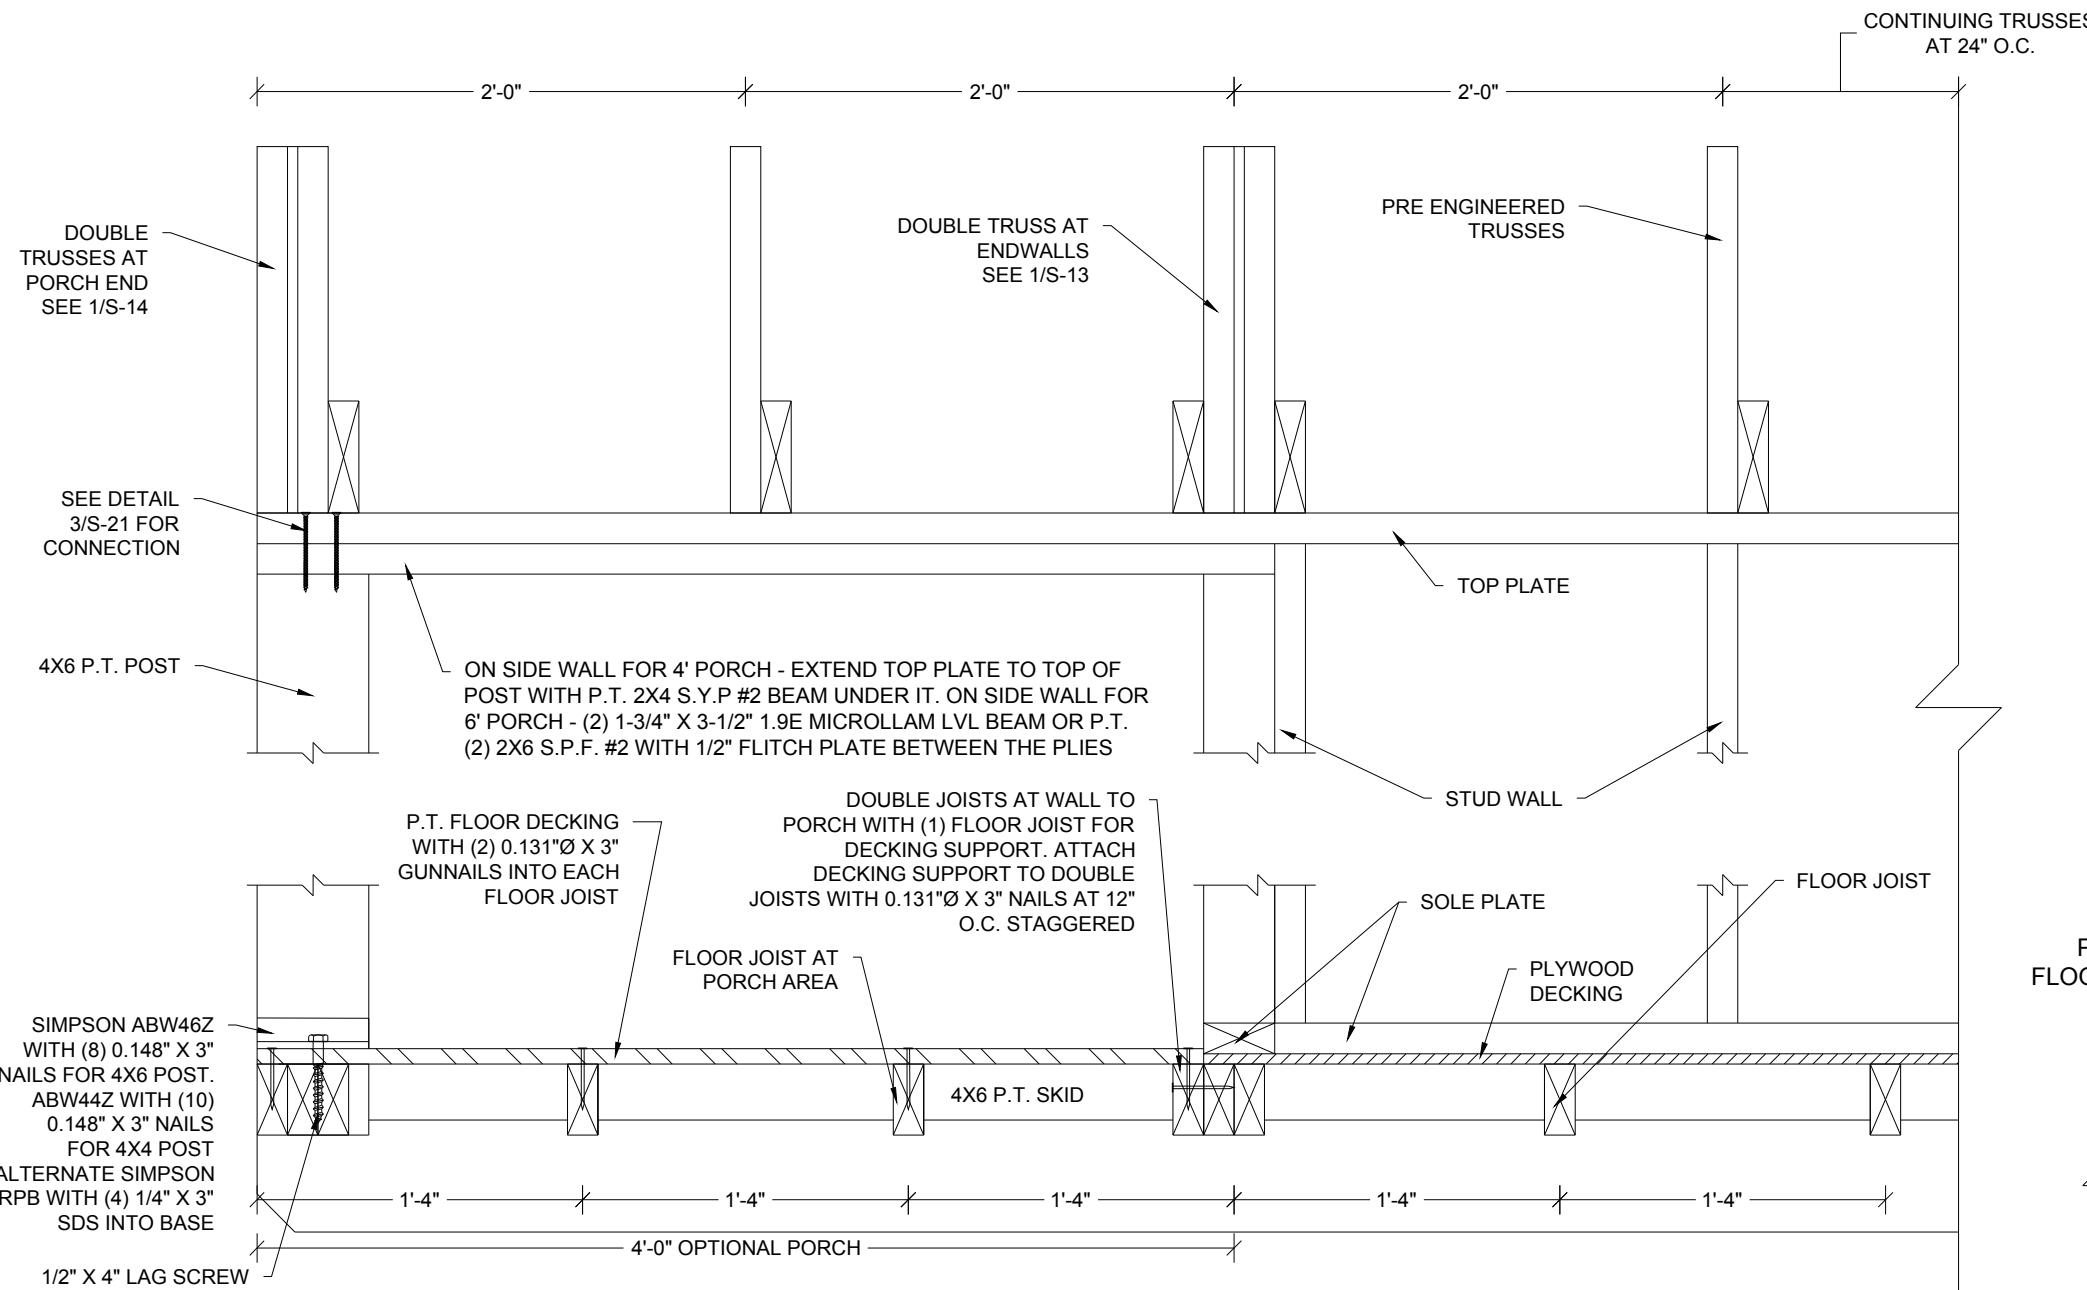 CONTINUING TRUSSES
AT 24" O.C.
2'-0"
2'-0"
2'-0"
DOUBLE
TRUSSES AT
PORCH END
SEE 1/S-14
DOUBLE TRUSS AT
ENDWALLS
SEE 1/S-13
PRE ENGINEERED
TRUSSES
SEE DETAIL
3/S-21 FOR
CONNECTION
TOP PLATE
4X6 P.T. POST
ON SIDE WALL FOR 4' PORCH - EXTEND TOP PLATE TO TOP OF
POST WITH P.T. 2X4 S.Y.P #2 BEAM UNDER IT. ON SIDE WALL FOR
6' PORCH - (2) 1-3/4" X 3-1/2" 1.9E MICROLLAM LVL BEAM OR P.T.
(2) 2X6 S.P.F. #2 WITH 1/2" FLITCH PLATE BETWEEN THE PLIES
STUD WALL
P.T. FLOOR DECKING
WITH (2) 0.131"Ø X 3"
GUNNAILS INTO EACH
FLOOR JOIST
DOUBLE JOISTS AT WALL TO
PORCH WITH (1) FLOOR JOIST FOR
DECKING SUPPORT. ATTACH
DECKING SUPPORT TO DOUBLE
JOISTS WITH 0.131"Ø X 3" NAILS AT 12"
O.C. STAGGERED
FLOOR JOIST
SOLE PLATE
FLOOR JOIST AT
PORCH AREA
PLYWOOD
DECKING
SIMPSON ABW46Z
WITH (8) 0.148" X 3"
NAILS FOR 4X6 POST.
ABW44Z WITH (10)
0.148" X 3" NAILS
FOR 4X4 POST
ALTERNATE SIMPSON
RPB WITH (4) 1/4" X 3"
SDS INTO BASE
4X6 P.T. SKID
1'-4"
1'-4"
1'-4"
1'-4"
1'-4"
4'-0" OPTIONAL PORCH
1/2" X 4" LAG SCREW